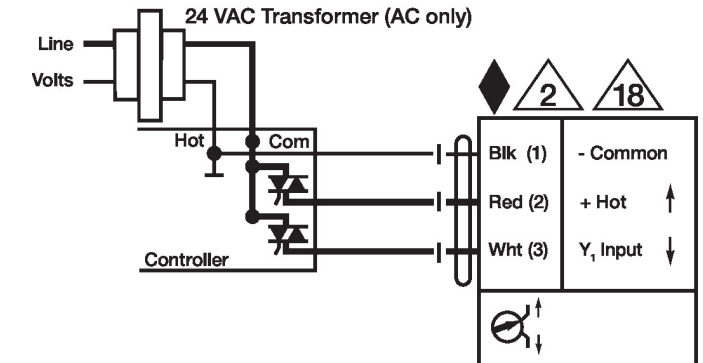 24 VAC Transformer (AC only)
Line
Volts
2
18
Hot
Com
Blk (1)
- Common
Red (2)
+ Hot
Wht (3)
Y1 Input
Controller